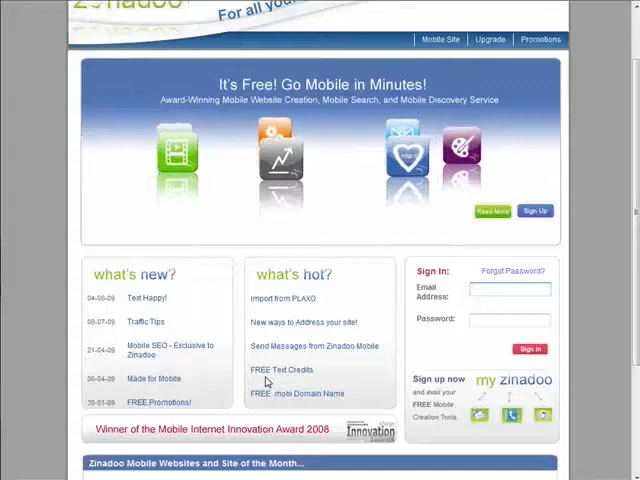 zinadoo
For all you
Mobile Site
Upgrade
Promotions
It's Free! Go Mobile in Minutes!
Award-Winning Mobile Website Creation, Mobile Search, and Mobile Discovery Service
Read More
Sign Up
what's new?
04-08-09 Text Happy!
08-07-09 Traffic Tips
21-04-09 Mobile SEO - Exclusive to
Zinadoo
06-04-09 Made for Mobile
30-01-09 FREE Promotions!
what's hot?
Import from PLAXO
New ways to Address your site!
Send Messages from Zinadoo Mobile
FREE Text Credits
FREE .mobi Domain Name
Sign In:
Forgot Password?
Email
Address:
Password:
Sign in
Sign up now
and avail your
FREE Mobile
Creation Tools
my zinadoo
Winner of the Mobile Internet Innovation Award 2008
Innovation
Zinadoo Mobile Websites and Site of the Month...